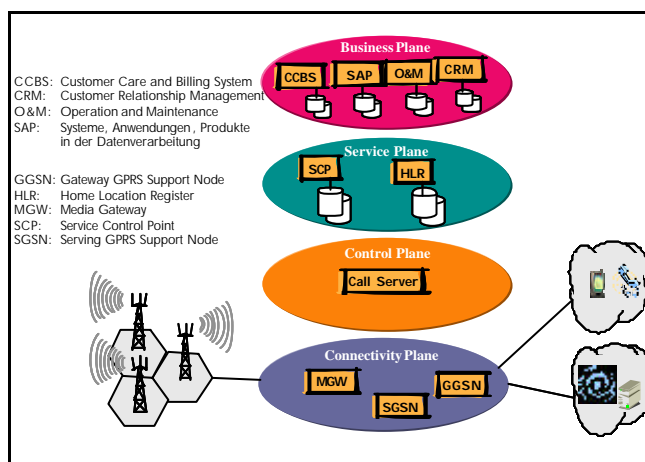 Business Plane
CCBS SAP O&M CRM
CCBS: Customer Care and Billing System
CRM: Customer Relationship Management
O&M: Operation and Maintenance
SAP: Systeme, Anwendungen, Produkte
in der Datenverarbeitung
Service Plane
SCP HLR
GGSN: Gateway GPRS Support Node
HLR: Home Location Register
MGW: Media Gateway
SCP: Service Control Point
SGSN: Serving GPRS Support Node
Control Plane
Call Server
Connectivity Plane
MGW
GGSN
SGSN